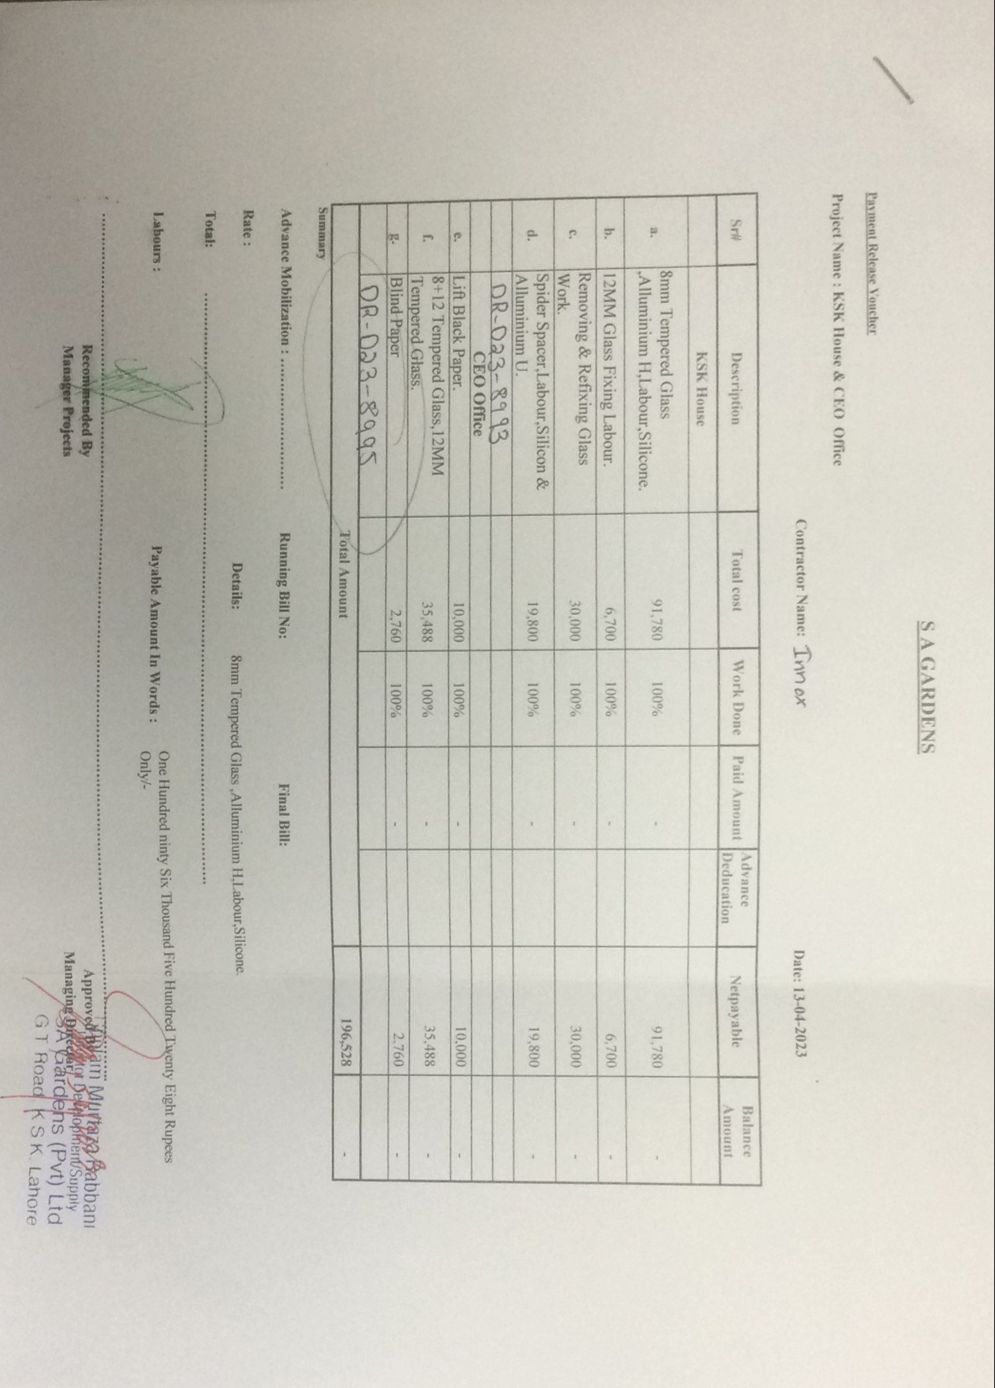 S A GARDENS
Payment Release Voucher
Project Name : KSK House & CEO Office
Contractor Name: Innox
Date: 13-04-2023
Sr# Description Total cost Work Done Paid Amount Advance Deducation Netpayable Balance Amount
KSK House
a. 8mm Tempered Glass ,Alluminium H,Labour,Silicone. 91,780 100% - 91,780 -
b. 12MM Glass Fixing Labour. 6,700 100% - 6,700 -
c. Removing & Refixing Glass Work. 30,000 100% - 30,000 -
d. Spider Spacer,Labour,Silicon & Alluminium U. 19,800 100% - 19,800 -
DR-023-8993
CEO Office
e. Lift Black Paper. 10,000 100% - 10,000 -
f. 8+12 Tempered Glass,12MM Tempered Glass. 35,488 100% - 35,488 -
g. Blind Paper 2,760 100% - 2,760 -
DR-023-8995
Total Amount 196,528 -
Summary
Advance Mobilization : Running Bill No: Final Bill:
Rate : Details: 8mm Tempered Glass ,Alluminium H,Labour,Silicone.
Total:
Labours : Payable Amount In Words : One Hundred ninty Six Thousand Five Hundred Twenty Eight Rupees
Only/-
Recommended By
Manager Projects
Approved By
Managing Director
Murtaza Rabbani
Development/Supply
SA Gardens (Pvt) Ltd
GT Road K S K Lahore